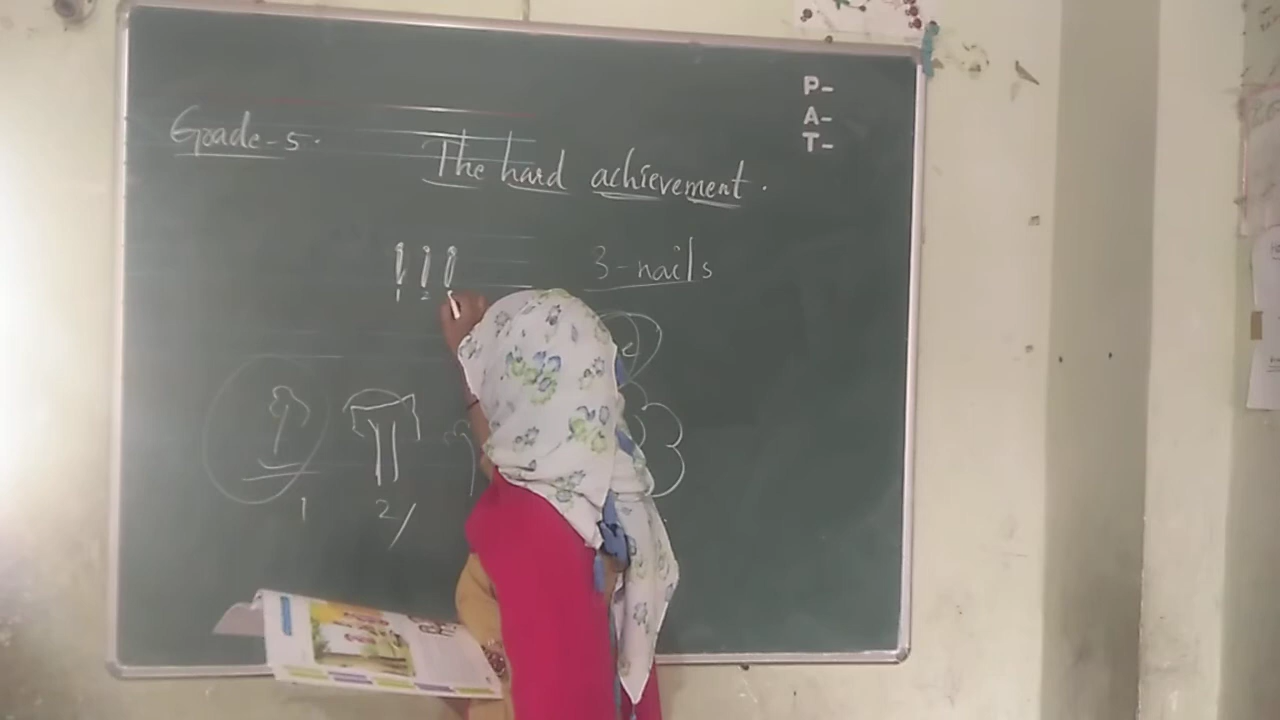 P-
A-
T-
Grade-5.
The hard achievement.
3-nails
1 2
1
2/